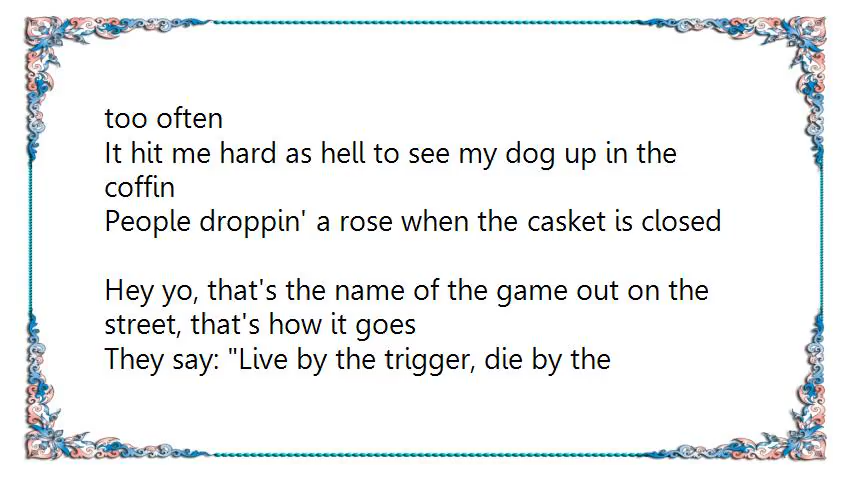 too often
It hit me hard as hell to see my dog up in the
coffin
People droppin' a rose when the casket is closed
Hey yo, that's the name of the game out on the
street, that's how it goes
They say: "Live by the trigger, die by the